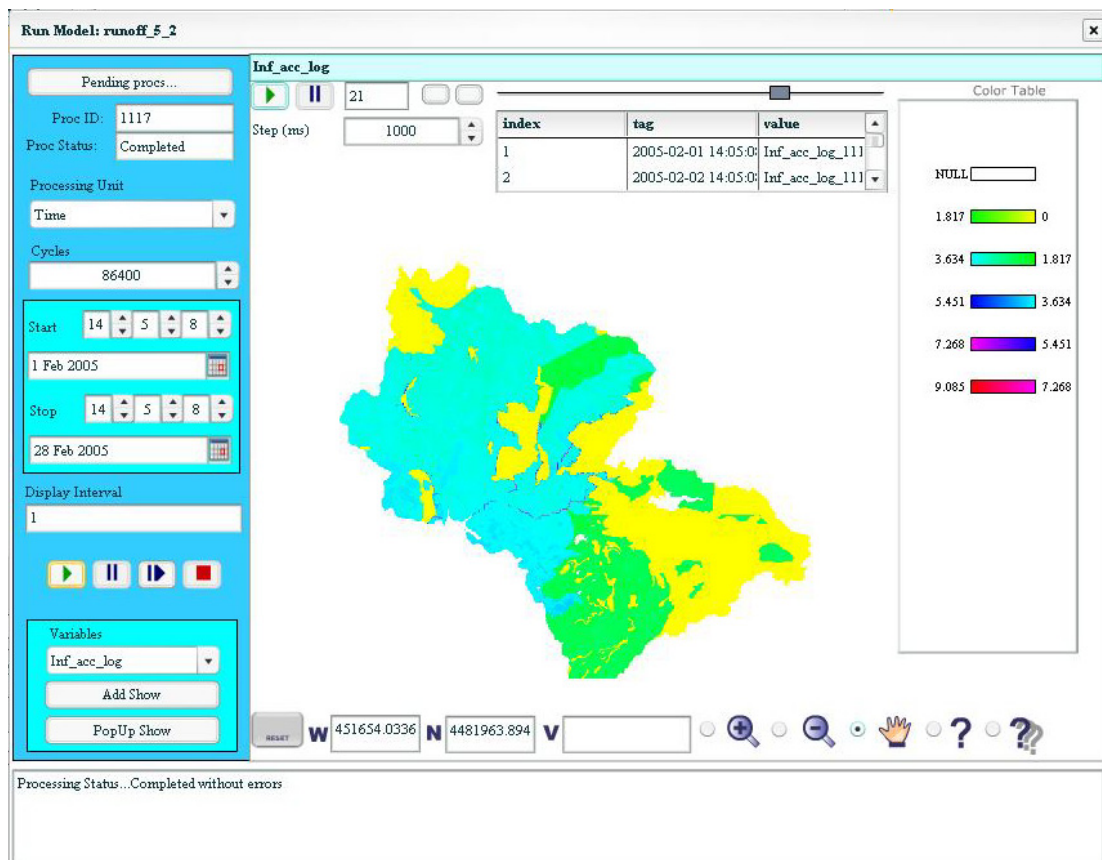 Run Model: runoff_5_2
x
Pending procs...
Proc ID: 1117
Proc Status: Completed
Processing Unit
Time
Cycles
86400
Start 14 5 8
1 Feb 2005
Stop 14 5 8
28 Feb 2005
Display Interval
1
Variables
Inf_acc_log
Add Show
PopUp Show
Inf_acc_log
21
Step (ms) 1000
index tag value
1 2005-02-01 14:05:08 Inf_acc_log_111
2 2005-02-02 14:05:08 Inf_acc_log_111
Color Table
NULL
1.817 0
3.634 1.817
5.451 3.634
7.268 5.451
9.085 7.268
RESET W 451654.0336 N 4481963.894 V ? ??
Processing Status...Completed without errors